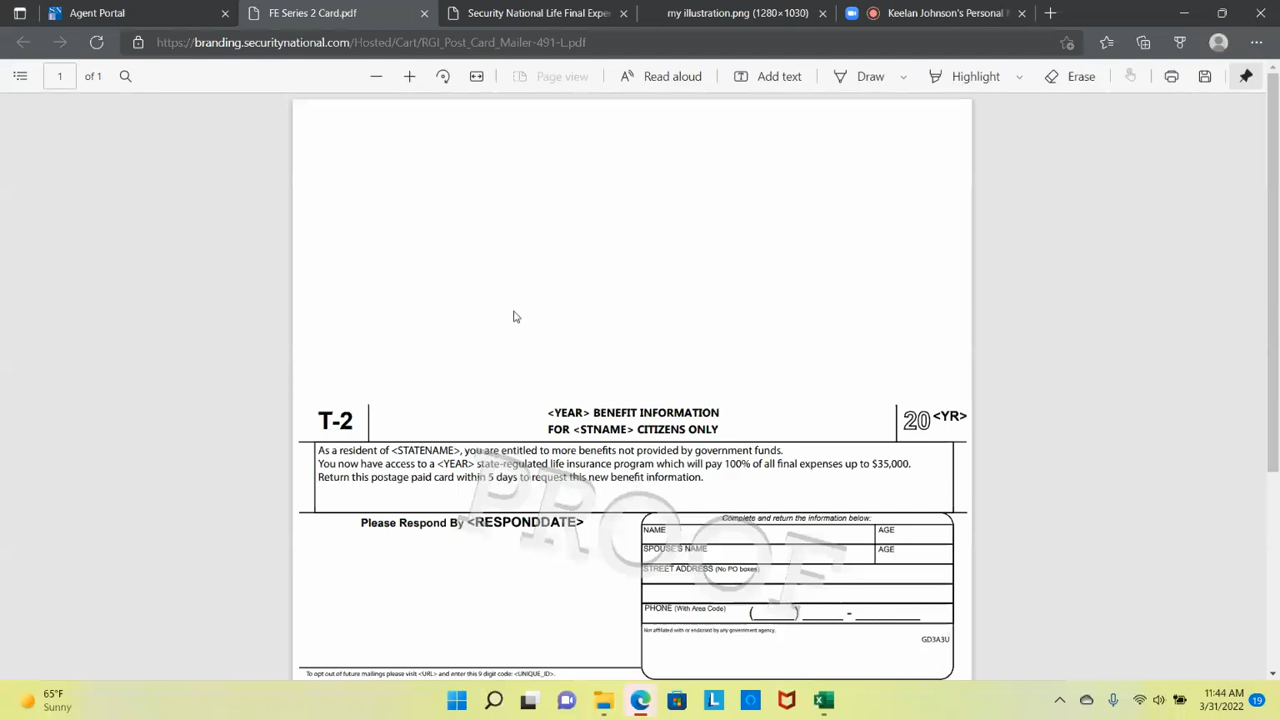 Agent Portal
FE Series 2 Card.pdf
Security National Life Final Expe
my illustration.png (1280×1030)
Keelan Johnson's Personal
https://branding.securitynational.com/Hosted/Cart/RGI_Post_Card_Mailer-491-L.pdf
1 of 1
Page view
Read aloud
Add text
Draw
Highlight
Erase
T-2
<YEAR> BENEFIT INFORMATION
FOR <STNAME> CITIZENS ONLY
20 <YR>
As a resident of <STATENAME>, you are entitled to more benefits not provided by government funds.
You now have access to a <YEAR> state-regulated life insurance program which will pay 100% of all final expenses up to $35,000.
Return this postage paid card within 5 days to request this new benefit information.
PROOF
Please Respond By <RESPONDDATE>
Complete and return the information below:
NAME
AGE
SPOUSE'S NAME
AGE
STREET ADDRESS (No PO boxes)
PHONE (With Area Code) (______) ______ - _________
Not affiliated with or endorsed by any government agency.
GD3A3U
To opt out of future mailings please visit <URL> and enter this 9 digit code: <UNIQUE_ID>.
65°F
Sunny
11:44 AM
3/31/2022
19